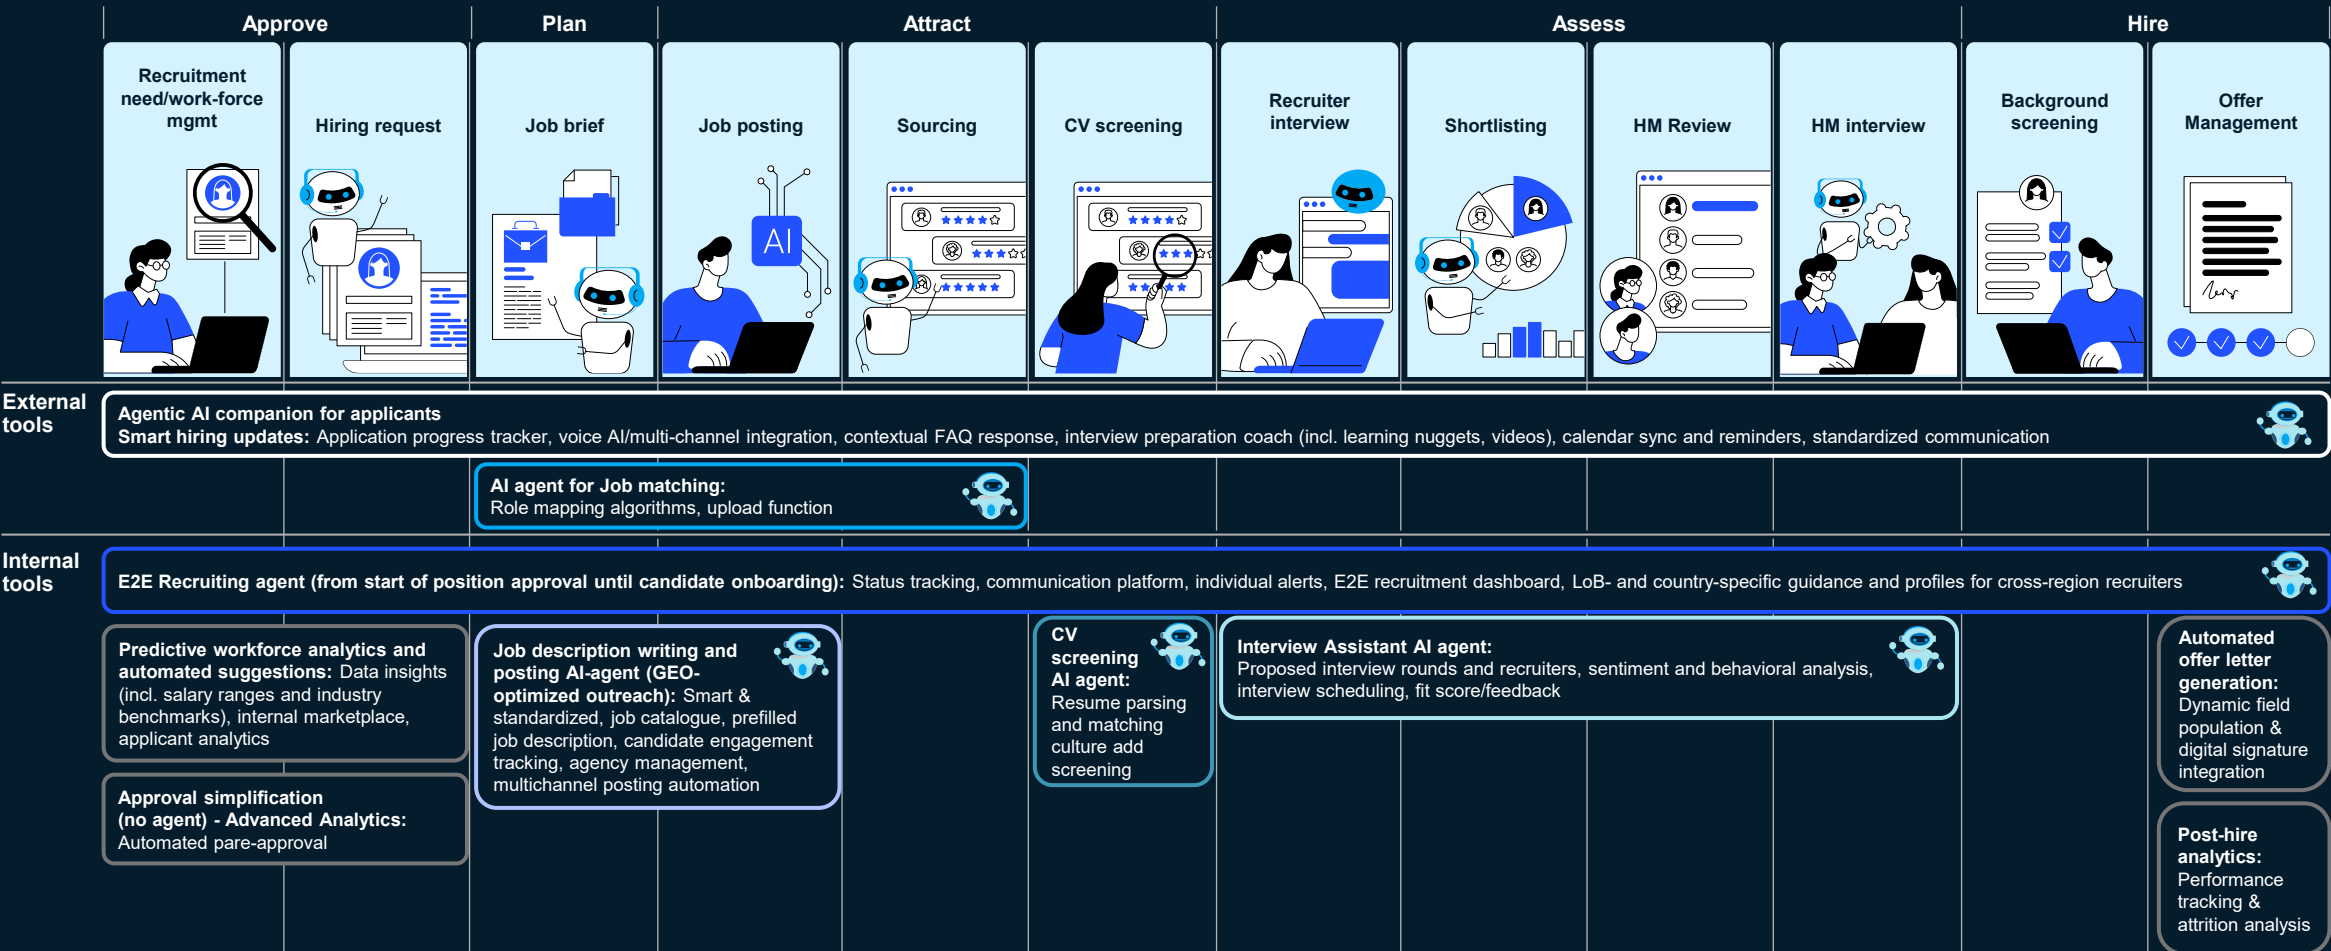 Approve
Plan
Attract
Assess
Hire
Recruitment
need/work-force
mgmt
Hiring request
Job brief
Job posting
Sourcing
CV screening
Recruiter
interview
Shortlisting
HM Review
HM interview
Background
screening
Offer
Management
AI
External
tools
Agentic AI companion for applicants
Smart hiring updates: Application progress tracker, voice AI/multi-channel integration, contextual FAQ response, interview preparation coach (incl. learning nuggets, videos), calendar sync and reminders, standardized communication
AI agent for Job matching:
Role mapping algorithms, upload function
Internal
tools
E2E Recruiting agent (from start of position approval until candidate onboarding): Status tracking, communication platform, individual alerts, E2E recruitment dashboard, LoB- and country-specific guidance and profiles for cross-region recruiters
Predictive workforce analytics and
automated suggestions: Data insights
(incl. salary ranges and industry
benchmarks), internal marketplace,
applicant analytics
Approval simplification
(no agent) - Advanced Analytics:
Automated pare-approval
Job description writing and
posting AI-agent (GEO-
optimized outreach): Smart &
standardized, job catalogue, prefilled
job description, candidate engagement
tracking, agency management,
multichannel posting automation
CV
screening
AI agent:
Resume parsing
and matching
culture add
screening
Interview Assistant AI agent:
Proposed interview rounds and recruiters, sentiment and behavioral analysis,
interview scheduling, fit score/feedback
Automated
offer letter
generation:
Dynamic field
population &
digital signature
integration
Post-hire
analytics:
Performance
tracking &
attrition analysis